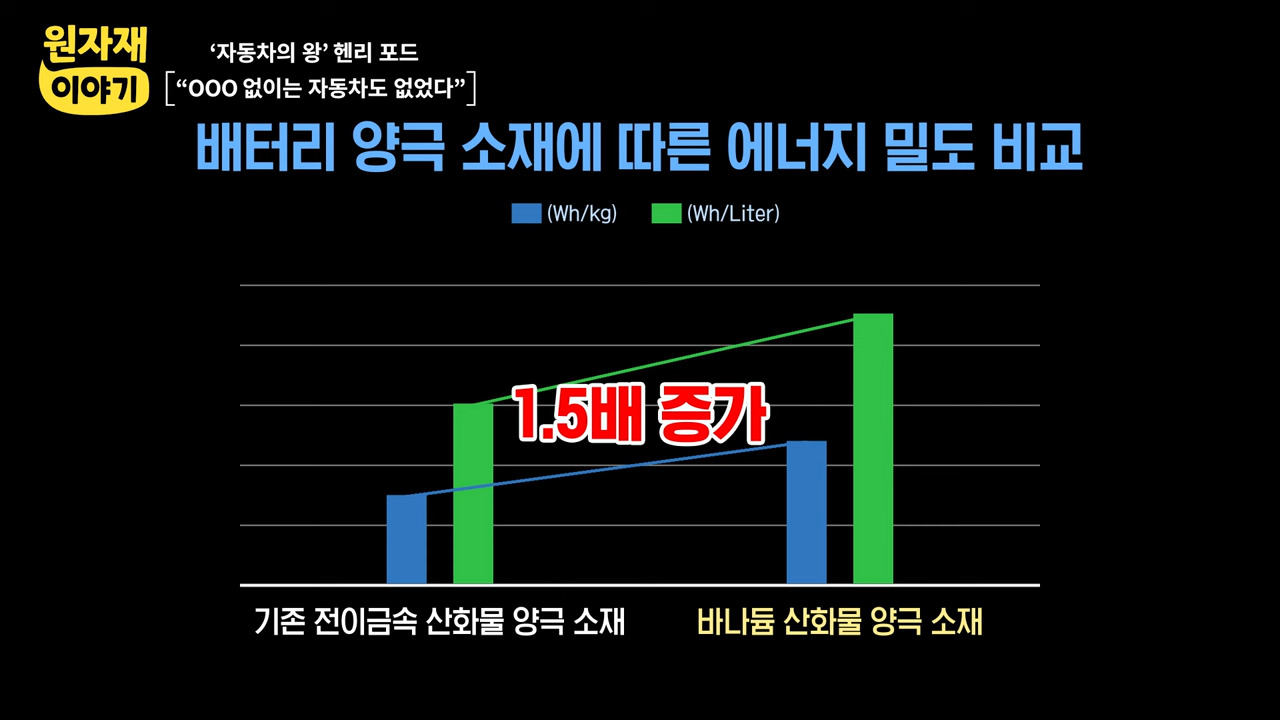 원자재
이야기
‘자동차의 왕’ 헨리 포드
“OOO 없이는 자동차도 없었다”
배터리 양극 소재에 따른 에너지 밀도 비교
(Wh/kg) (Wh/Liter)
1.5배 증가
기존 전이금속 산화물 양극 소재 바나듐 산화물 양극 소재